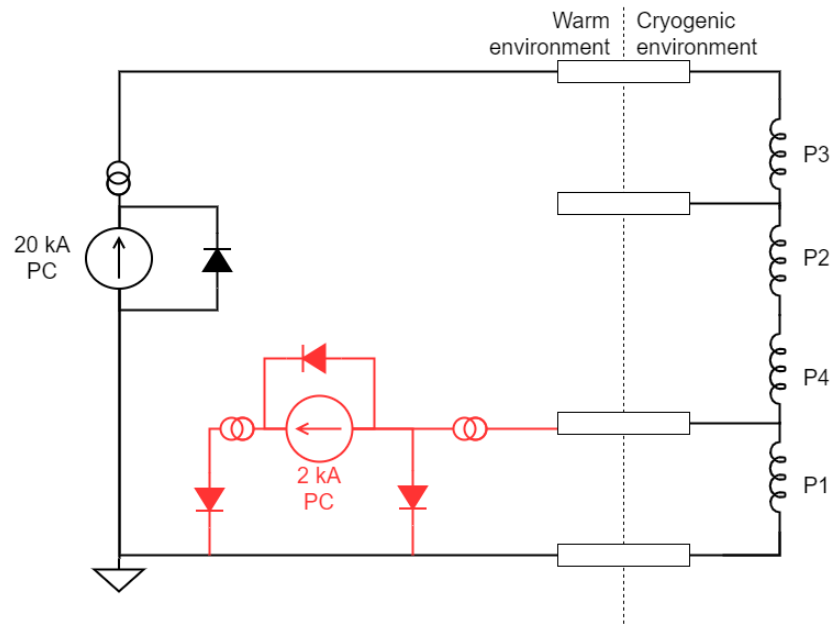 Warm environment
Cryogenic environment
P3
20 kA
PC
P2
P4
2 kA
PC
P1